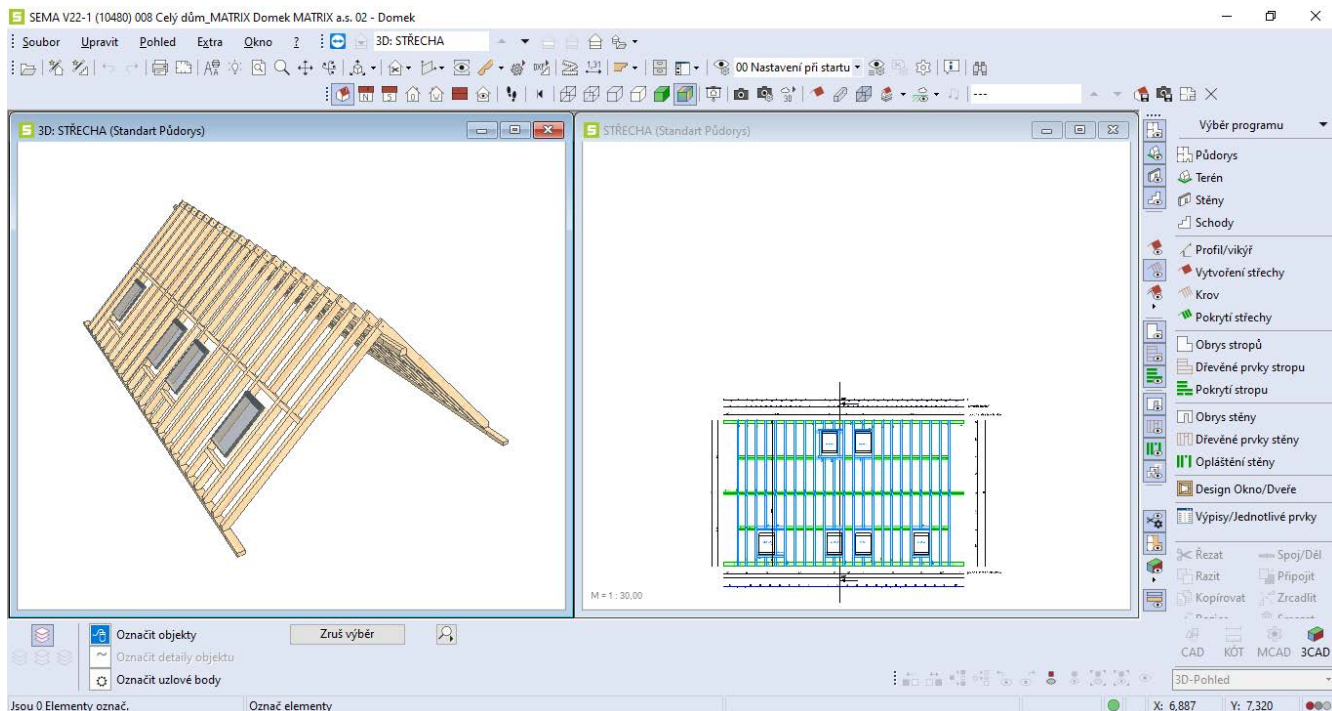 SEMA V22-1 (10480) 008 Celý dům_MATRIX Domek MATRIX a.s. 02 - Domek
Soubor Upravit Pohled Extra Okno ? 3D: STŘECHA
00 Nastavení při startu
---
3D: STŘECHA (Standart Půdorys)
STŘECHA (Standart Půdorys)
M = 1 : 30,00
Výběr programu
Půdorys
Terén
Stěny
Schody
Profil/vikýř
Vytvoření střechy
Krov
Pokrytí střechy
Obrys stropů
Dřevěné prvky stropu
Pokrytí stropu
Obrys stěny
Dřevěné prvky stěny
Opláštění stěny
Design Okno/Dveře
Výpisy/Jednotlivé prvky
Řezat Spoj/Děl
Razit Připojit
Kopírovat Zrcadlit
CAD KÓT MCAD 3CAD
3D-Pohled
Označit objekty Zruš výběr
Označit detaily objektu
Označit uzlové body
Jsou 0 Elementy označ. Označ elementy X: 6,887 Y: 7,320